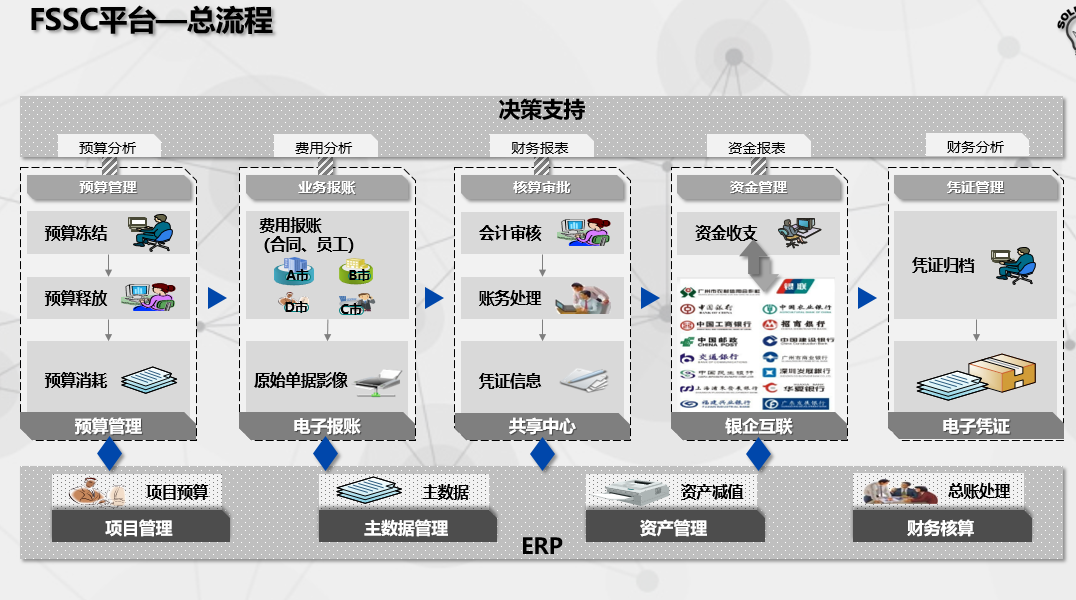 FSSC平台—总流程
SOL
决策支持
预算分析
费用分析
财务报表
资金报表
财务分析
预算管理
业务报账
核算审批
资金管理
凭证管理
预算冻结
预算释放
预算消耗
预算管理
费用报账
（合同、员工）
A市
B市
D市
C市
原始单据影像
电子报账
会计审核
账务处理
凭证信息
共享中心
资金收支
银联
中国银行
中国农业银行
中国工商银行
招商银行
中国邮政
CHINA POST
中国建设银行
交通银行
广州市商业银行
中国民生银行
深圳发展银行
上海浦东发展银行
华夏银行
福建兴业银行
广东发展银行
银企互联
凭证归档
电子凭证
项目预算
项目管理
主数据
主数据管理
资产减值
资产管理
总账处理
财务核算
ERP